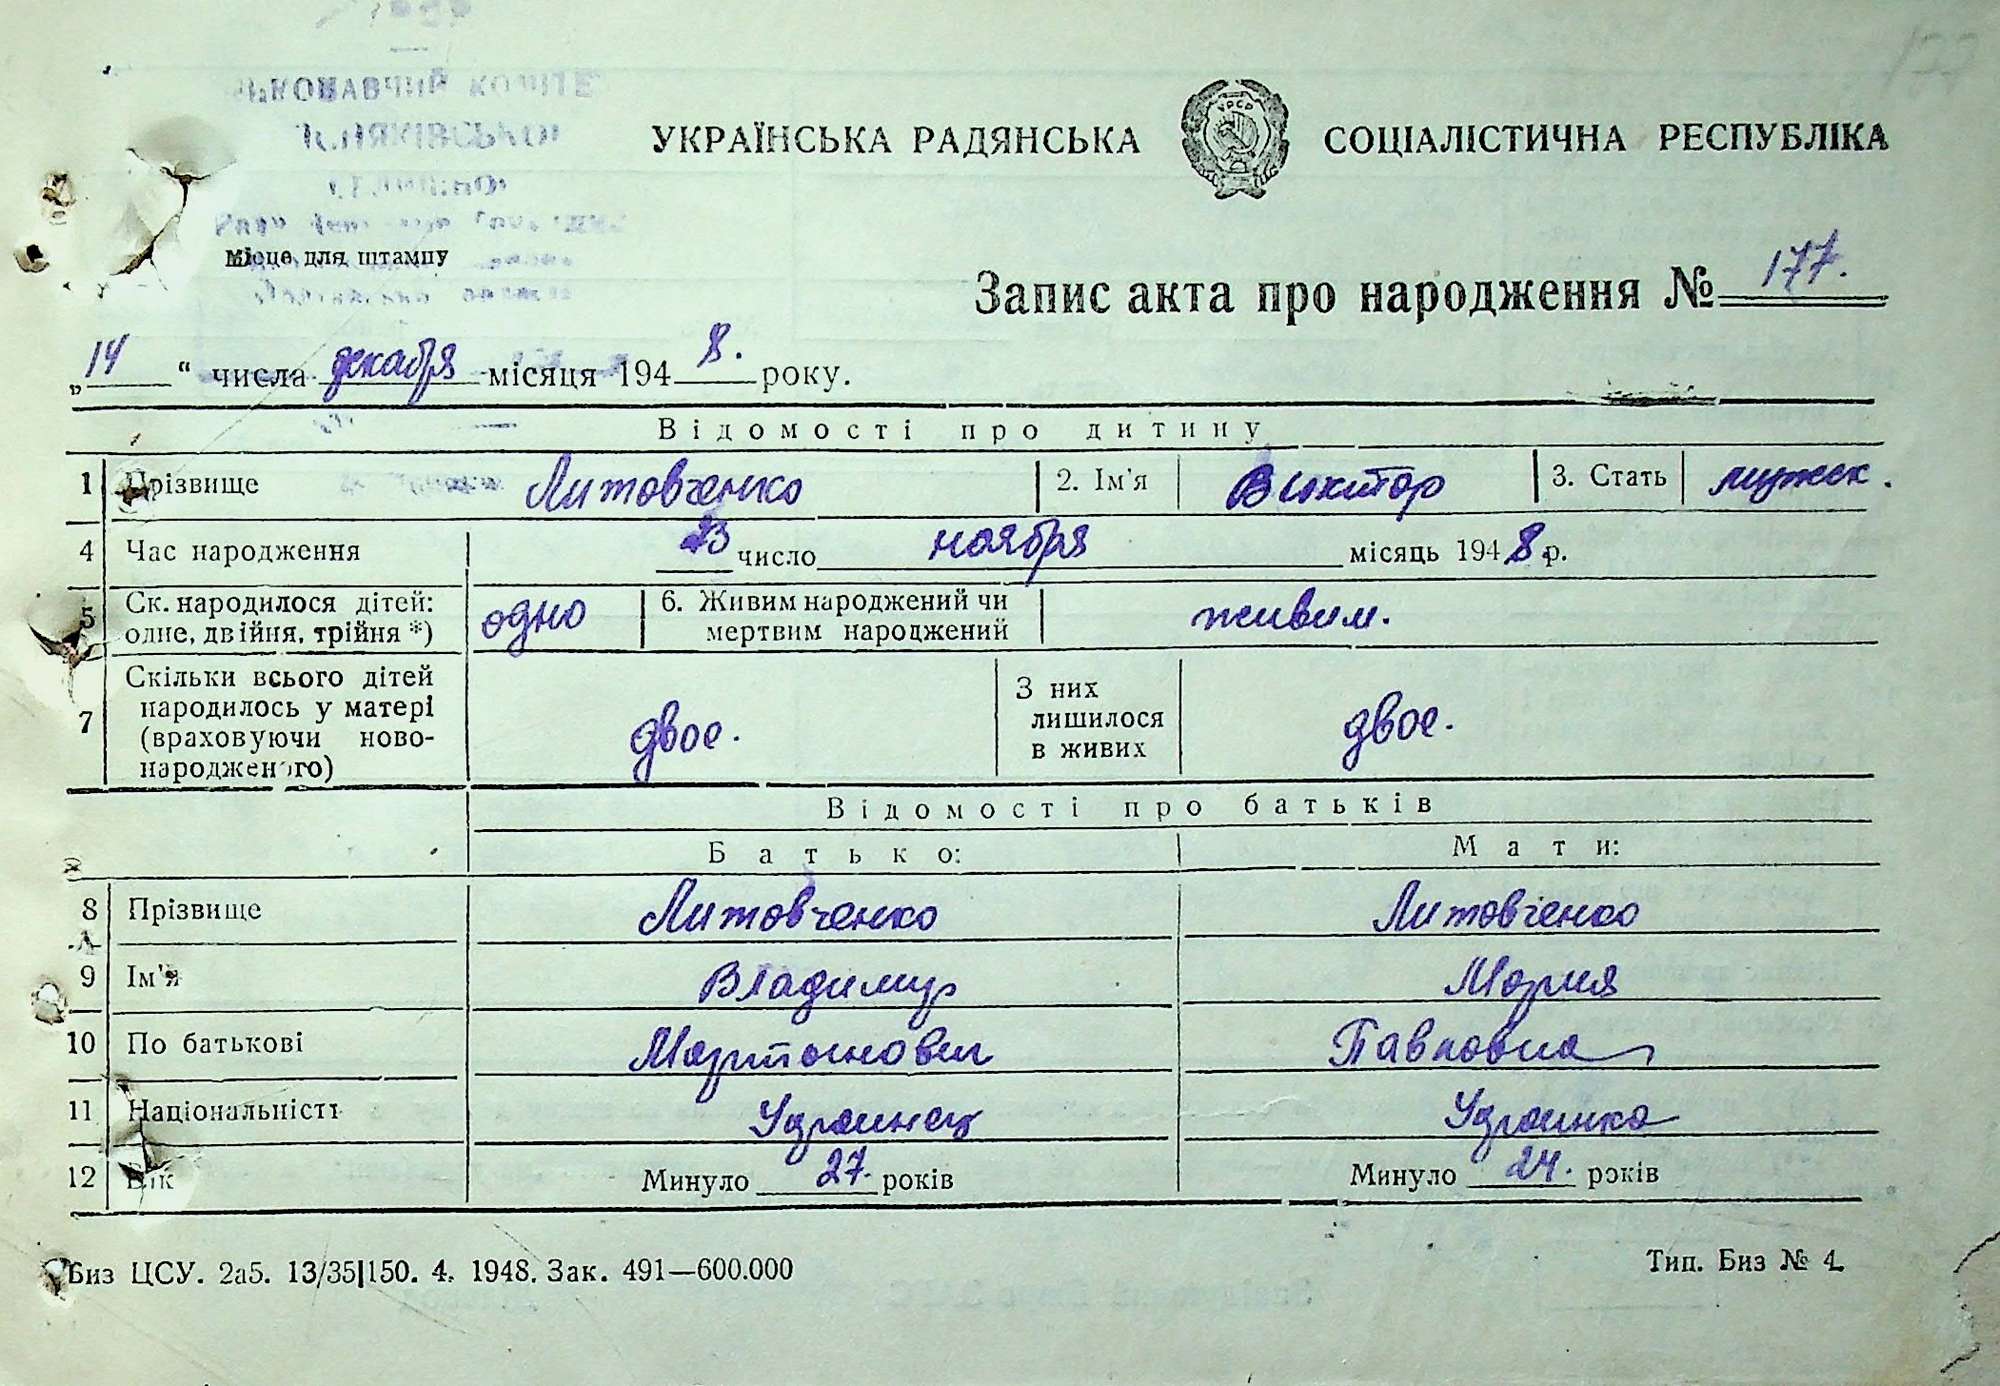 177
УКРАЇНСЬКА РАДЯНСЬКА СОЦІАЛІСТИЧНА РЕСПУБЛІКА
УРСР
Місце для штампу
Запис акта про народження № 177.
„14“ числа декабря місяця 1948. року.
Відомості про дитину
1 Прізвище Литовченко 2. Ім'я Виктор 3. Стать мужск.
4 Час народження 23 число ноября місяць 1948 р.
5 Ск. народилося дітей: одне, двійня, трійня *) одно 6. Живим народжений чи мертвим народжений живим.
7 Скільки всього дітей народилось у матері (враховуючи ново-народженого) двое. З них лишилося в живих двое.
Відомості про батьків
Батько: Мати:
8 Прізвище Литовченко Литовченко
9 Ім'я Владимир Мария
10 По батькові Мартынович Павловна
11 Національність Украинец Украинка
12 Вік Минуло 27. років Минуло 24. років
Биз ЦСУ. 2а5. 13/35|150. 4. 1948. Зак. 491—600.000 Тип. Биз № 4.